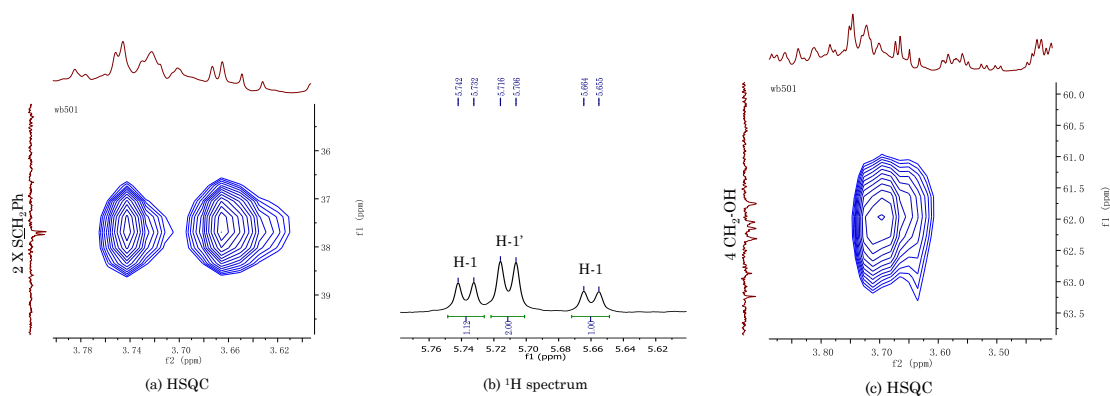 wb501
2 X SCH₂Ph
36
37
38
39
f1 (ppm)
3.78
3.74
3.70
3.66
3.62
f2 (ppm)
(a) HSQC
5.742
5.732
5.716
5.706
5.664
5.655
H-1
H-1’
H-1
1.12
2.00
1.00
5.76
5.74
5.72
5.70
5.68
5.66
5.64
5.62
f1 (ppm)
(b) ¹H spectrum
wb501
4 CH₂-OH
60.0
60.5
61.0
61.5
62.0
62.5
63.0
63.5
f1 (ppm)
3.80
3.70
3.60
3.50
f2 (ppm)
(c) HSQC